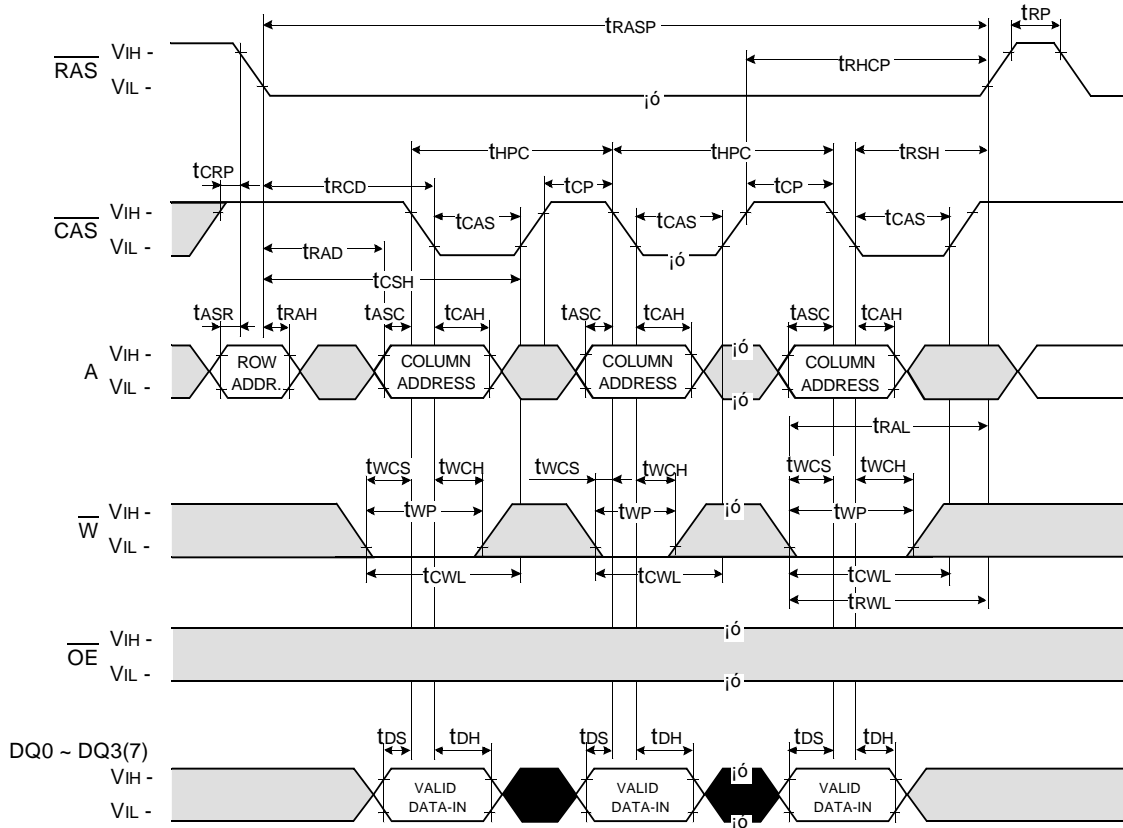 tRASP tRP
RAS VIH -
tRHCP
VIL -
¡ó
tHPC tHPC tRSH
tCRP tRCD tCP tCP
CAS VIH -
tCAS tCAS tCAS
VIL -
¡ó
tRAD
tCSH
tASR tRAH tASC tCAH tASC tCAH tASC tCAH
A VIH -
¡ó
ROW ADDR.
COLUMN ADDRESS
COLUMN ADDRESS
COLUMN ADDRESS
VIL -
¡ó
tRAL
tWCS tWCH tWCS tWCH tWCS tWCH
W VIH -
¡ó
tWP tWP tWP
VIL -
¡ó
tCWL tCWL tCWL
tRWL
OE VIH -
¡ó
VIL -
¡ó
tDS tDH tDS tDH tDS tDH
DQ0 ~ DQ3(7)
VIH -
¡ó
VALID DATA-IN
VALID DATA-IN
VALID DATA-IN
VIL -
¡ó